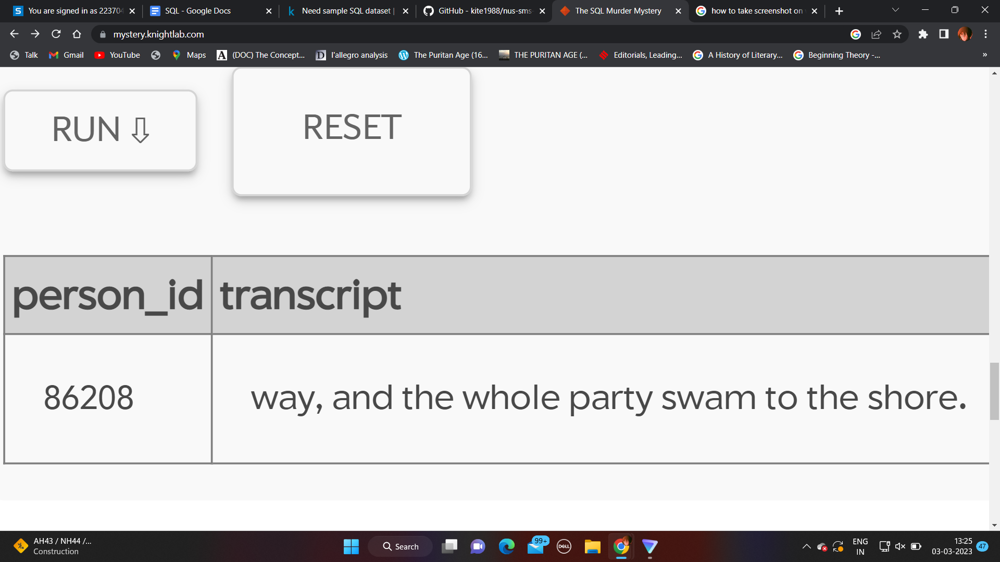 You are signed in as 22370
SQL - Google Docs
Need sample SQL dataset |
GitHub - kite1988/nus-sms-
The SQL Murder Mystery
how to take screenshot on
mystery.knightlab.com
Talk
Gmail
YouTube
Maps
(DOC) The Concept...
l'allegro analysis
The Puritan Age (16...
THE PURITAN AGE (...
Editorials, Leading...
A History of Literary...
Beginning Theory -...
»
RUN ⇩
RESET
person_id transcript
86208 way, and the whole party swam to the shore.
AH43 / NH44 /...
Construction
Search
99+
DELL
ENG
IN
13:25
03-03-2023
47